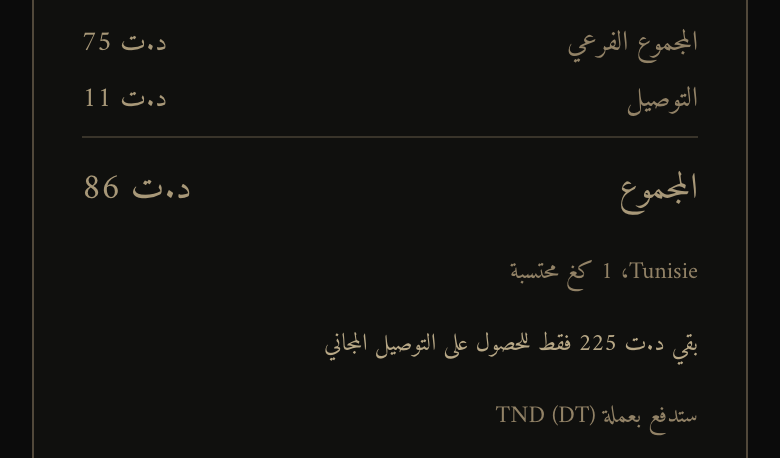 المجموع الفرعي د.ت 75
التوصيل د.ت 11
المجموع د.ت 86
Tunisie، 1 كغ محتسبة
بقي د.ت 225 فقط للحصول على التوصيل المجاني
ستدفع بعملة TND (DT)